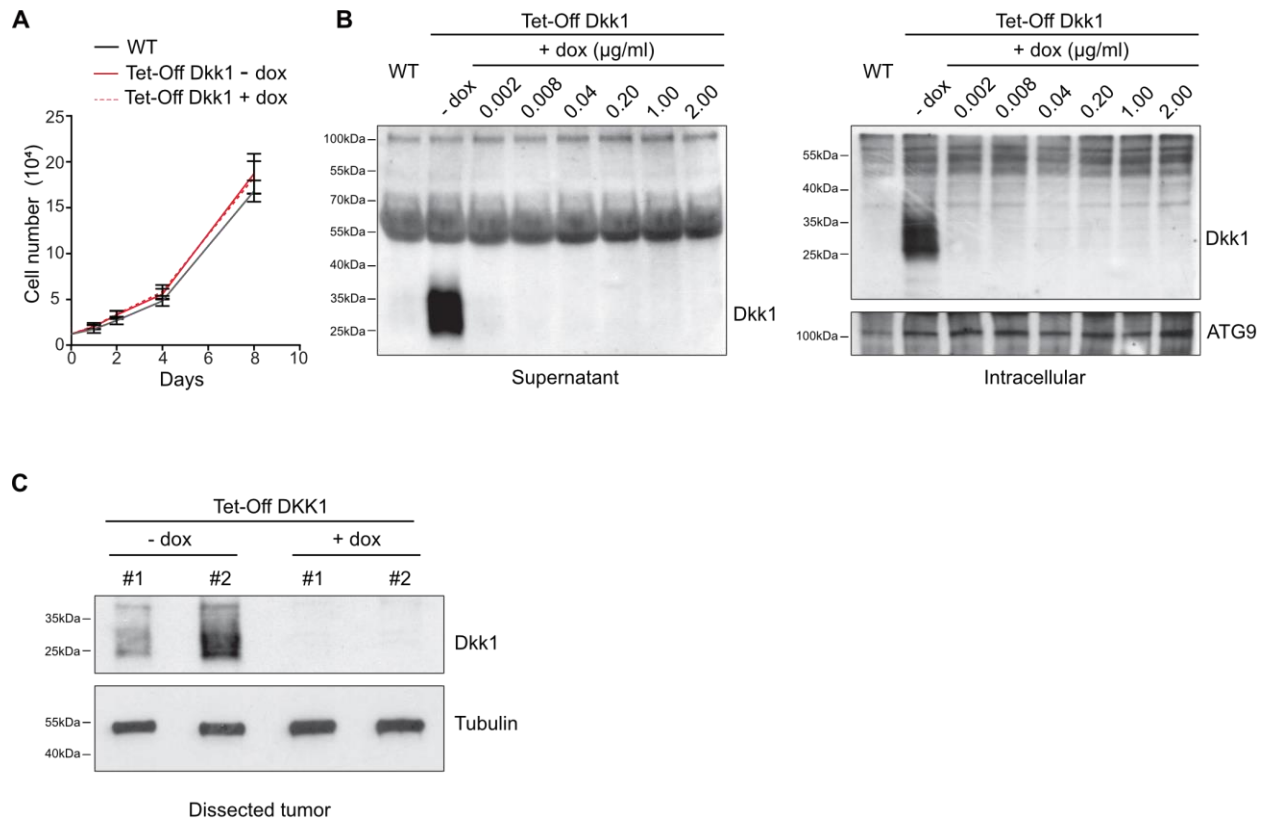 A
WT
Tet-Off Dkk1 - dox
Tet-Off Dkk1 + dox
25
20
15
10
5
0
0 2 4 6 8 10
Cell number (10⁴)
Days
B
Tet-Off Dkk1
+ dox (µg/ml)
WT
- dox 0.002 0.008 0.04 0.20 1.00 2.00
100kDa
55kDa
70kDa
55kDa
40kDa
35kDa
25kDa
Dkk1
Supernatant
Tet-Off Dkk1
+ dox (µg/ml)
WT
- dox 0.002 0.008 0.04 0.20 1.00 2.00
55kDa
40kDa
35kDa
25kDa
Dkk1
100kDa
ATG9
Intracellular
C
Tet-Off DKK1
- dox + dox
#1 #2 #1 #2
35kDa
25kDa
Dkk1
55kDa
40kDa
Tubulin
Dissected tumor